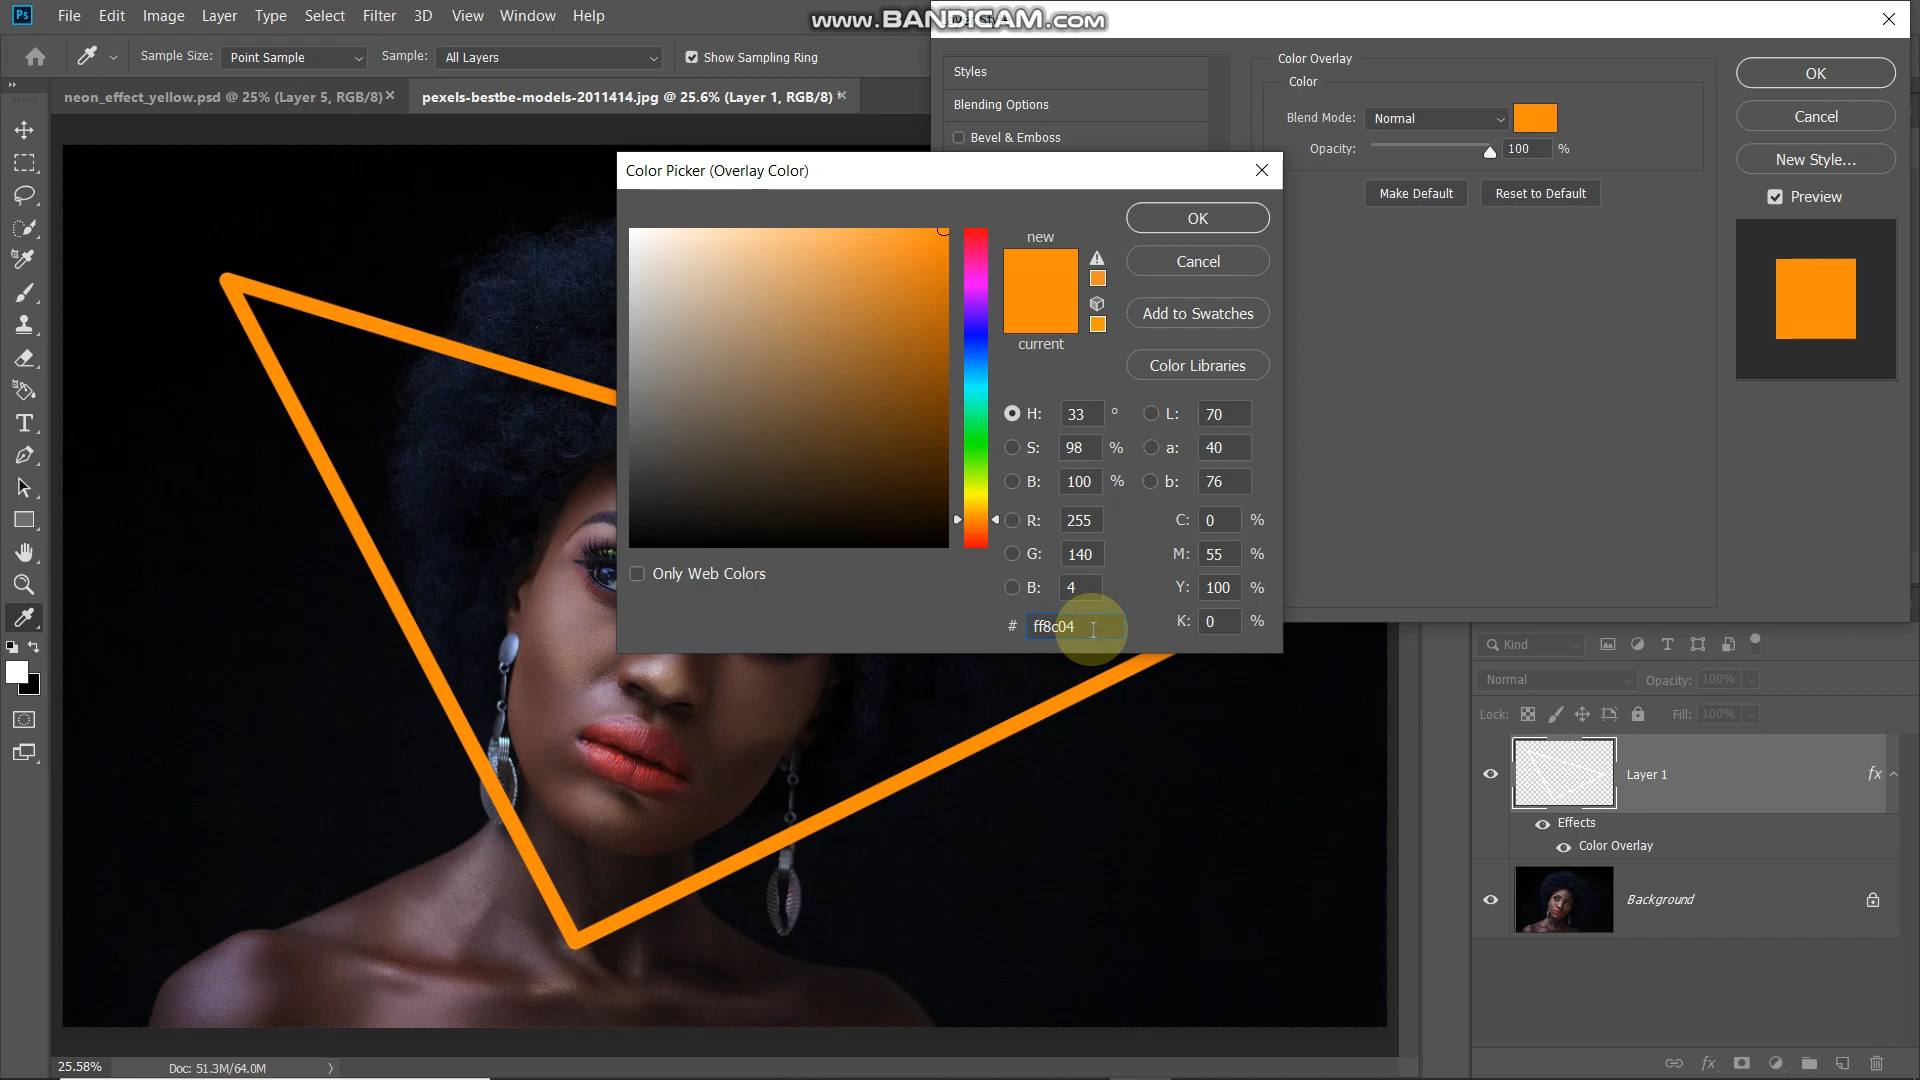 Ps File Edit Image Layer Type Select Filter 3D View Window Help
www.BANDICAM.com
Sample Size: Point Sample Sample: All Layers Show Sampling Ring
neon_effect_yellow.psd @ 25% (Layer 5, RGB/8)
pexels-bestbe-models-2011414.jpg @ 25.6% (Layer 1, RGB/8)
Styles
Blending Options
Bevel & Emboss
Color Overlay
Color
Blend Mode: Normal
Opacity: 100 %
Make Default Reset to Default
OK
Cancel
New Style...
Preview
Color Picker (Overlay Color)
new
current
OK
Cancel
Add to Swatches
Color Libraries
H: 33 ° L: 70
S: 98 % a: 40
B: 100 % b: 76
R: 255 C: 0 %
G: 140 M: 55 %
B: 4 Y: 100 %
# ff8c04 K: 0 %
Only Web Colors
Kind
Normal Opacity: 100%
Lock: Fill: 100%
Layer 1 fx
Effects
Color Overlay
Background
fx
25.58% Doc: 51.3M/64.0M